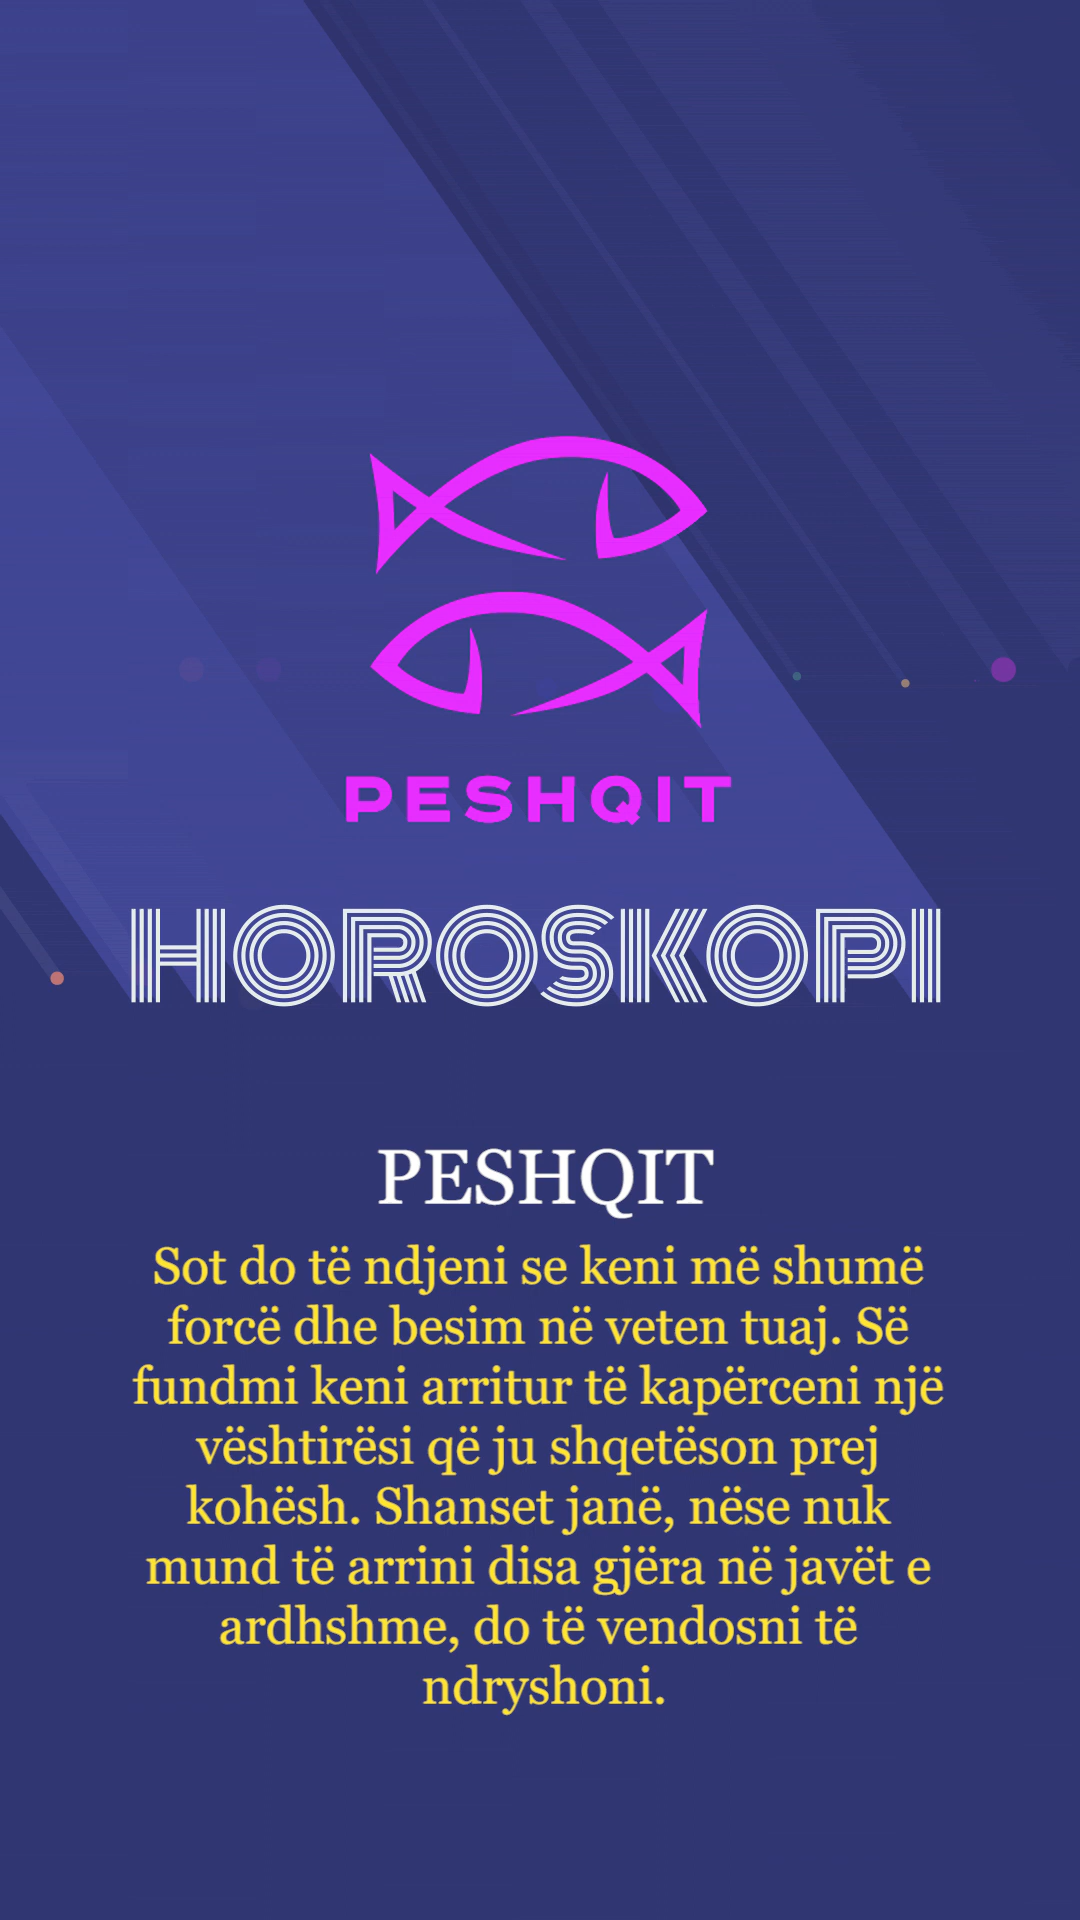 PESHQIT
HOROSKOPI
PESHQIT
Sot do të ndjeni se keni më shumë
forcë dhe besim në veten tuaj. Së
fundmi keni arritur të kapërceni një
vështirësi që ju shqetëson prej
kohësh. Shanset janë, nëse nuk
mund të arrini disa gjëra në javët e
ardhshme, do të vendosni të
ndryshoni.